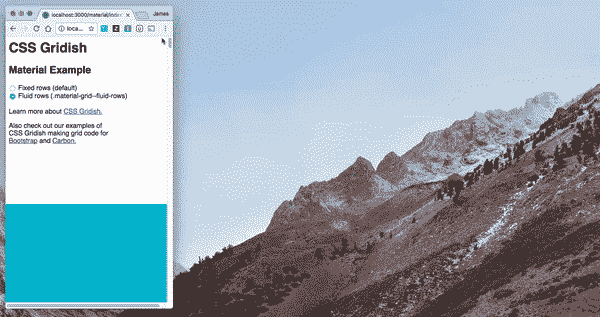 localhost:3000/material/index
James
loca...
CSS Gridish
Material Example
Fixed rows (default)
Fluid rows (.material-grid--fluid-rows)
Learn more about CSS Gridish.
Also check out our examples of
CSS Gridish making grid code for
Bootstrap and Carbon.